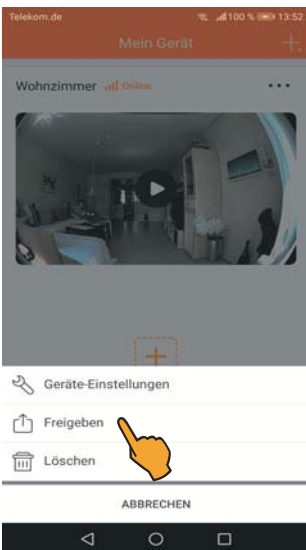 Telekom.de 100 % 13:52
Mein Gerät
Wohnzimmer Online
Geräte-Einstellungen
Freigeben
Löschen
ABBRECHEN